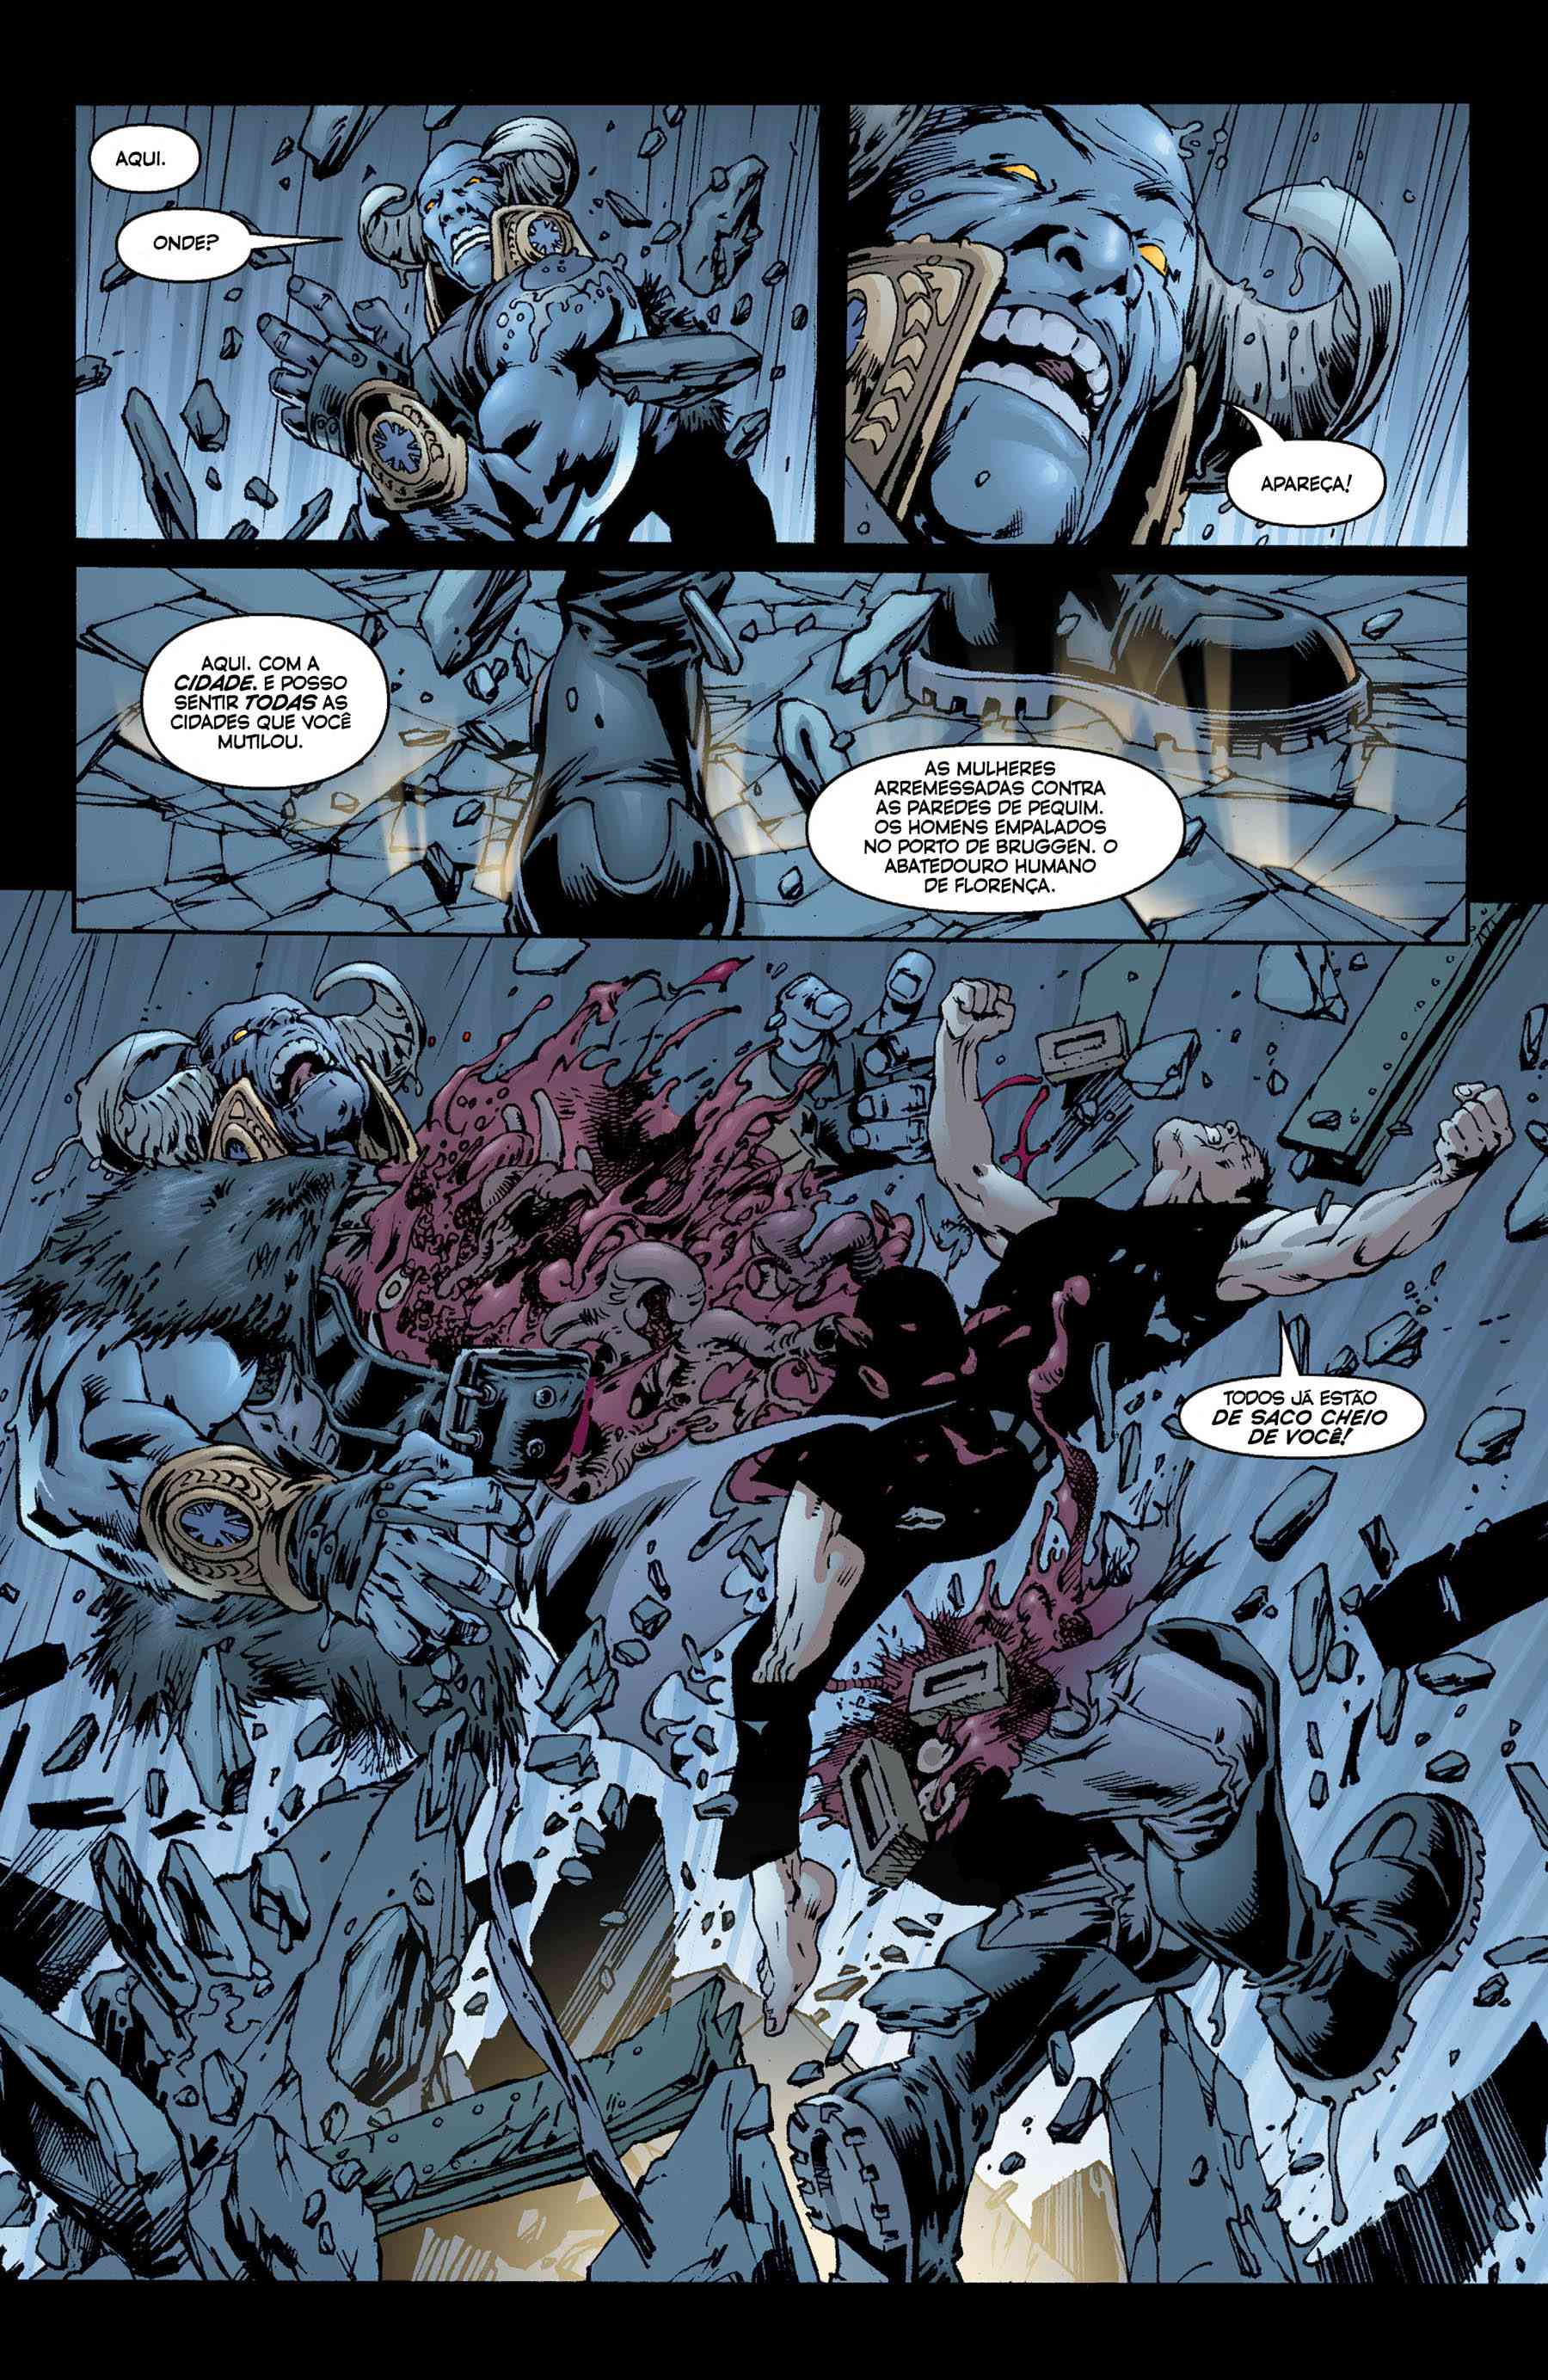 AQUI.
ONDE?
APAREÇA!
AQUI. COM A
CIDADE. E POSSO
SENTIR TODAS AS
CIDADES QUE VOCÊ
MUTILOU.
AS MULHERES
ARREMESSADAS CONTRA
AS PAREDES DE PEQUIM.
OS HOMENS EMPALADOS
NO PORTO DE BRUGGEN. O
ABATEDOURO HUMANO
DE FLORENÇA.
TODOS JÁ ESTÃO
DE SACO CHEIO
DE VOCÊ!